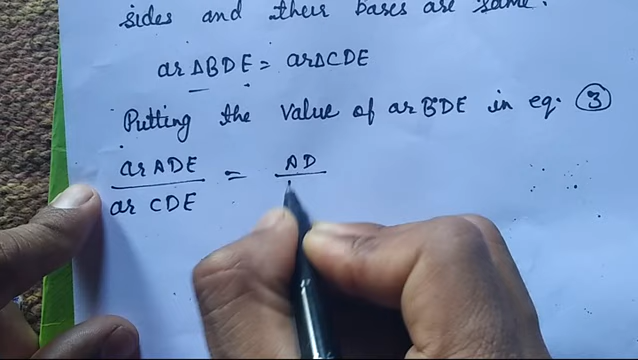 sides and their bases are same.
ar ΔBDE = arΔCDE
Putting the value of ar BDE in eq. ③
ar ADE / ar CDE = AD /